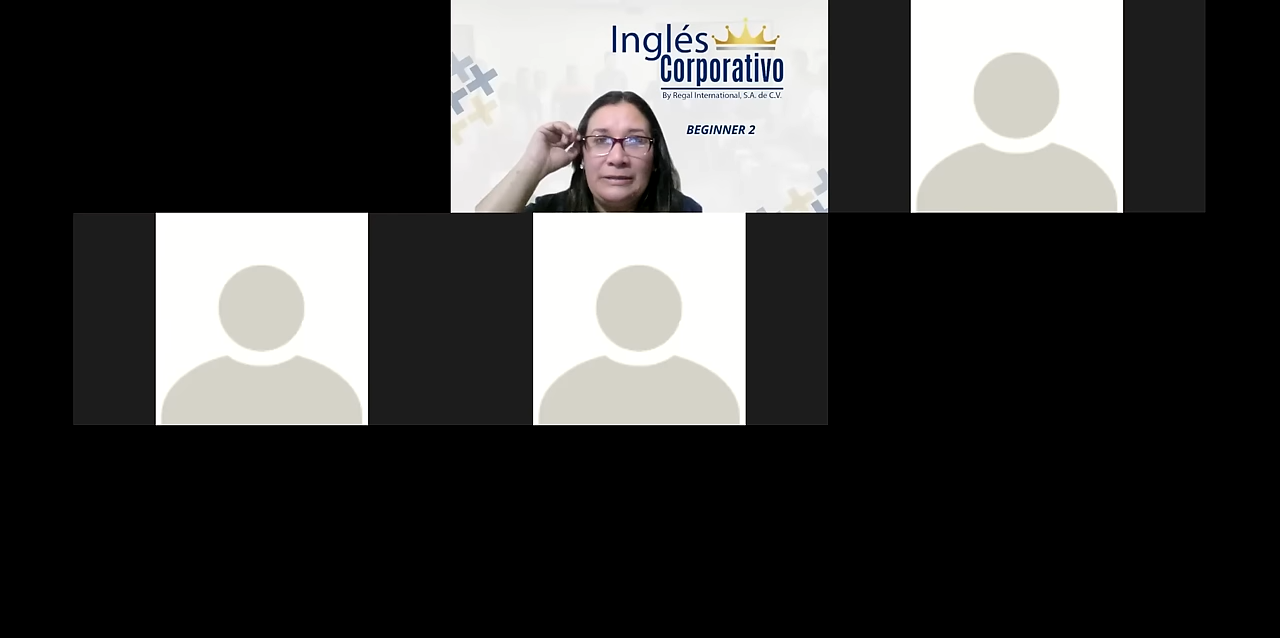 Inglés
Corporativo
By Regal International, S.A. de C.V.
BEGINNER 2